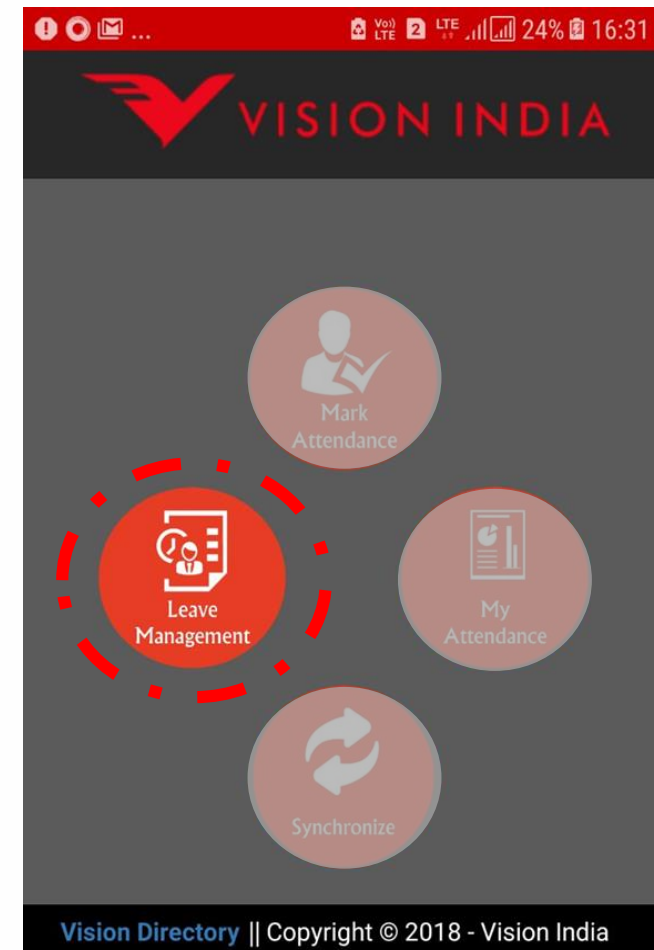 ... Vo)) LTE 2 LTE 24% 16:31
VISION INDIA
Mark
Attendance
Leave
Management
My
Attendance
Synchronize
Vision Directory || Copyright © 2018 - Vision India